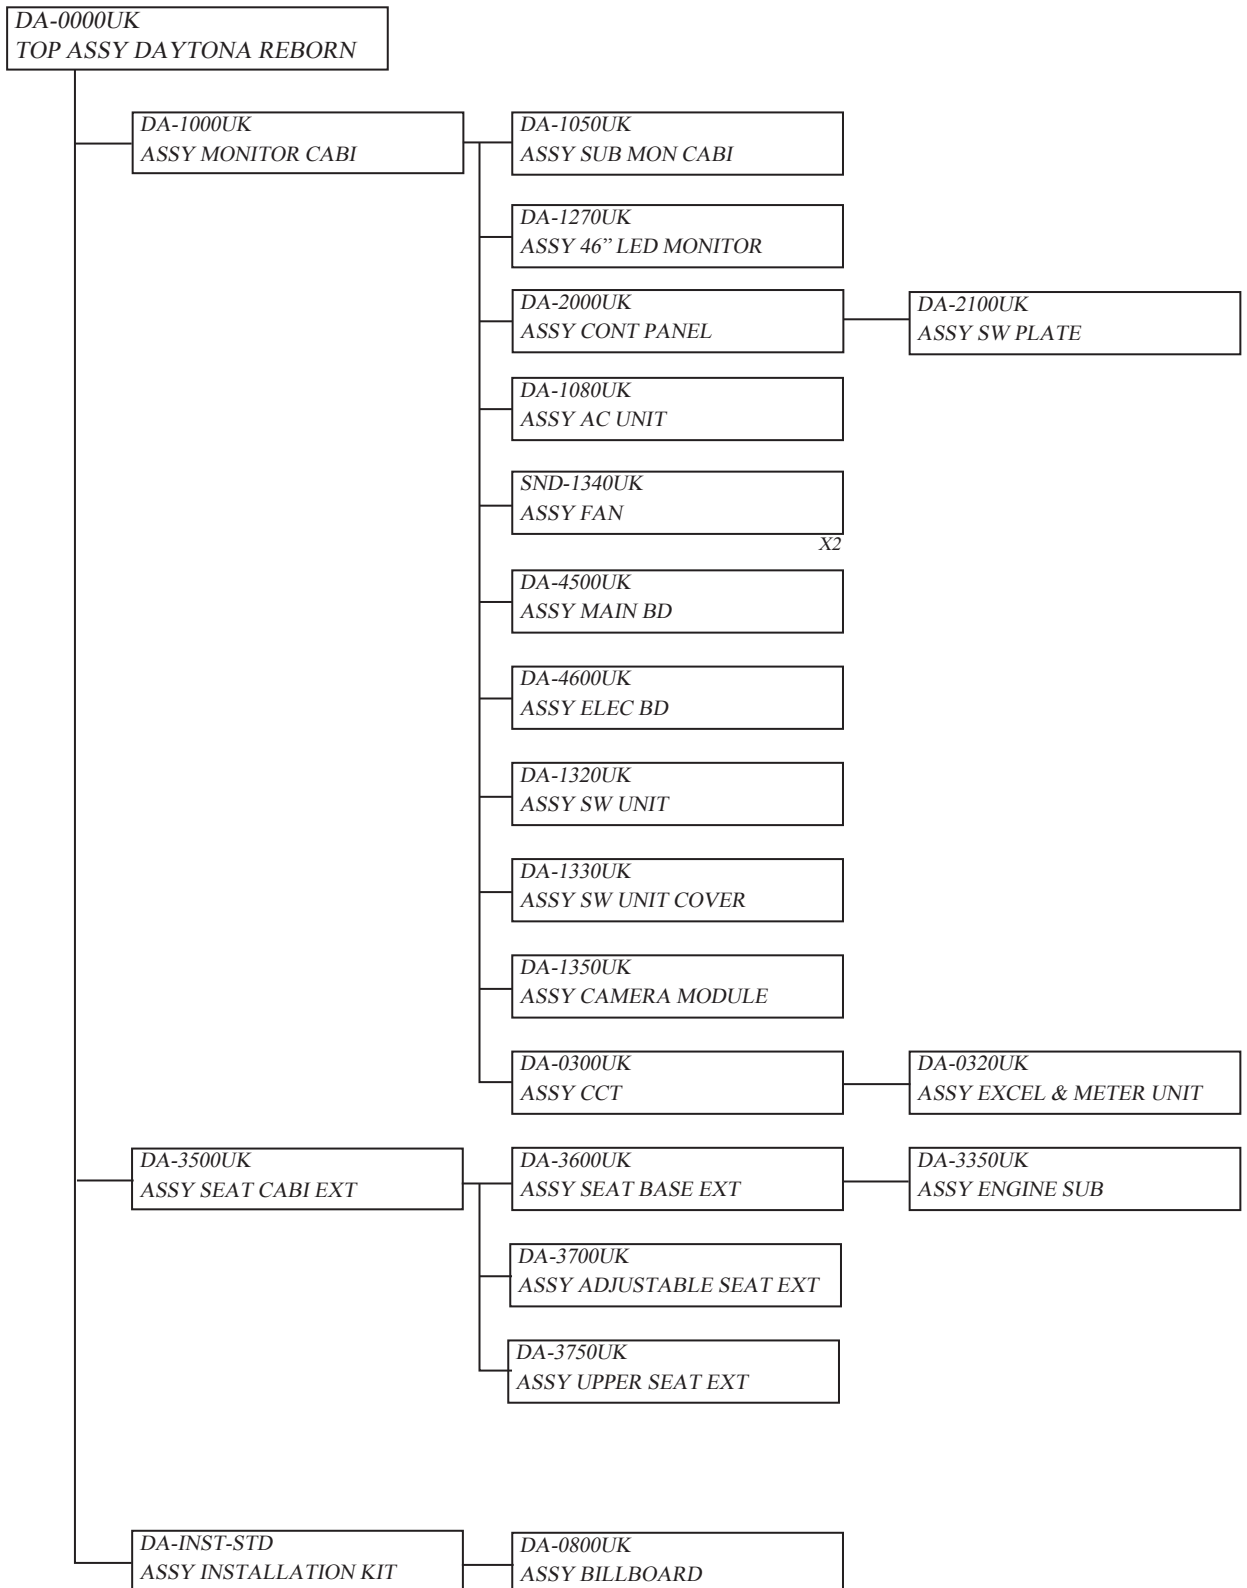 DA-0000UK
TOP ASSY DAYTONA REBORN
DA-1000UK
ASSY MONITOR CABI
DA-1050UK
ASSY SUB MON CABI
DA-1270UK
ASSY 46” LED MONITOR
DA-2000UK
ASSY CONT PANEL
DA-2100UK
ASSY SW PLATE
DA-1080UK
ASSY AC UNIT
SND-1340UK
ASSY FAN
X2
DA-4500UK
ASSY MAIN BD
DA-4600UK
ASSY ELEC BD
DA-1320UK
ASSY SW UNIT
DA-1330UK
ASSY SW UNIT COVER
DA-1350UK
ASSY CAMERA MODULE
DA-0300UK
ASSY CCT
DA-0320UK
ASSY EXCEL & METER UNIT
DA-3500UK
ASSY SEAT CABI EXT
DA-3600UK
ASSY SEAT BASE EXT
DA-3350UK
ASSY ENGINE SUB
DA-3700UK
ASSY ADJUSTABLE SEAT EXT
DA-3750UK
ASSY UPPER SEAT EXT
DA-INST-STD
ASSY INSTALLATION KIT
DA-0800UK
ASSY BILLBOARD